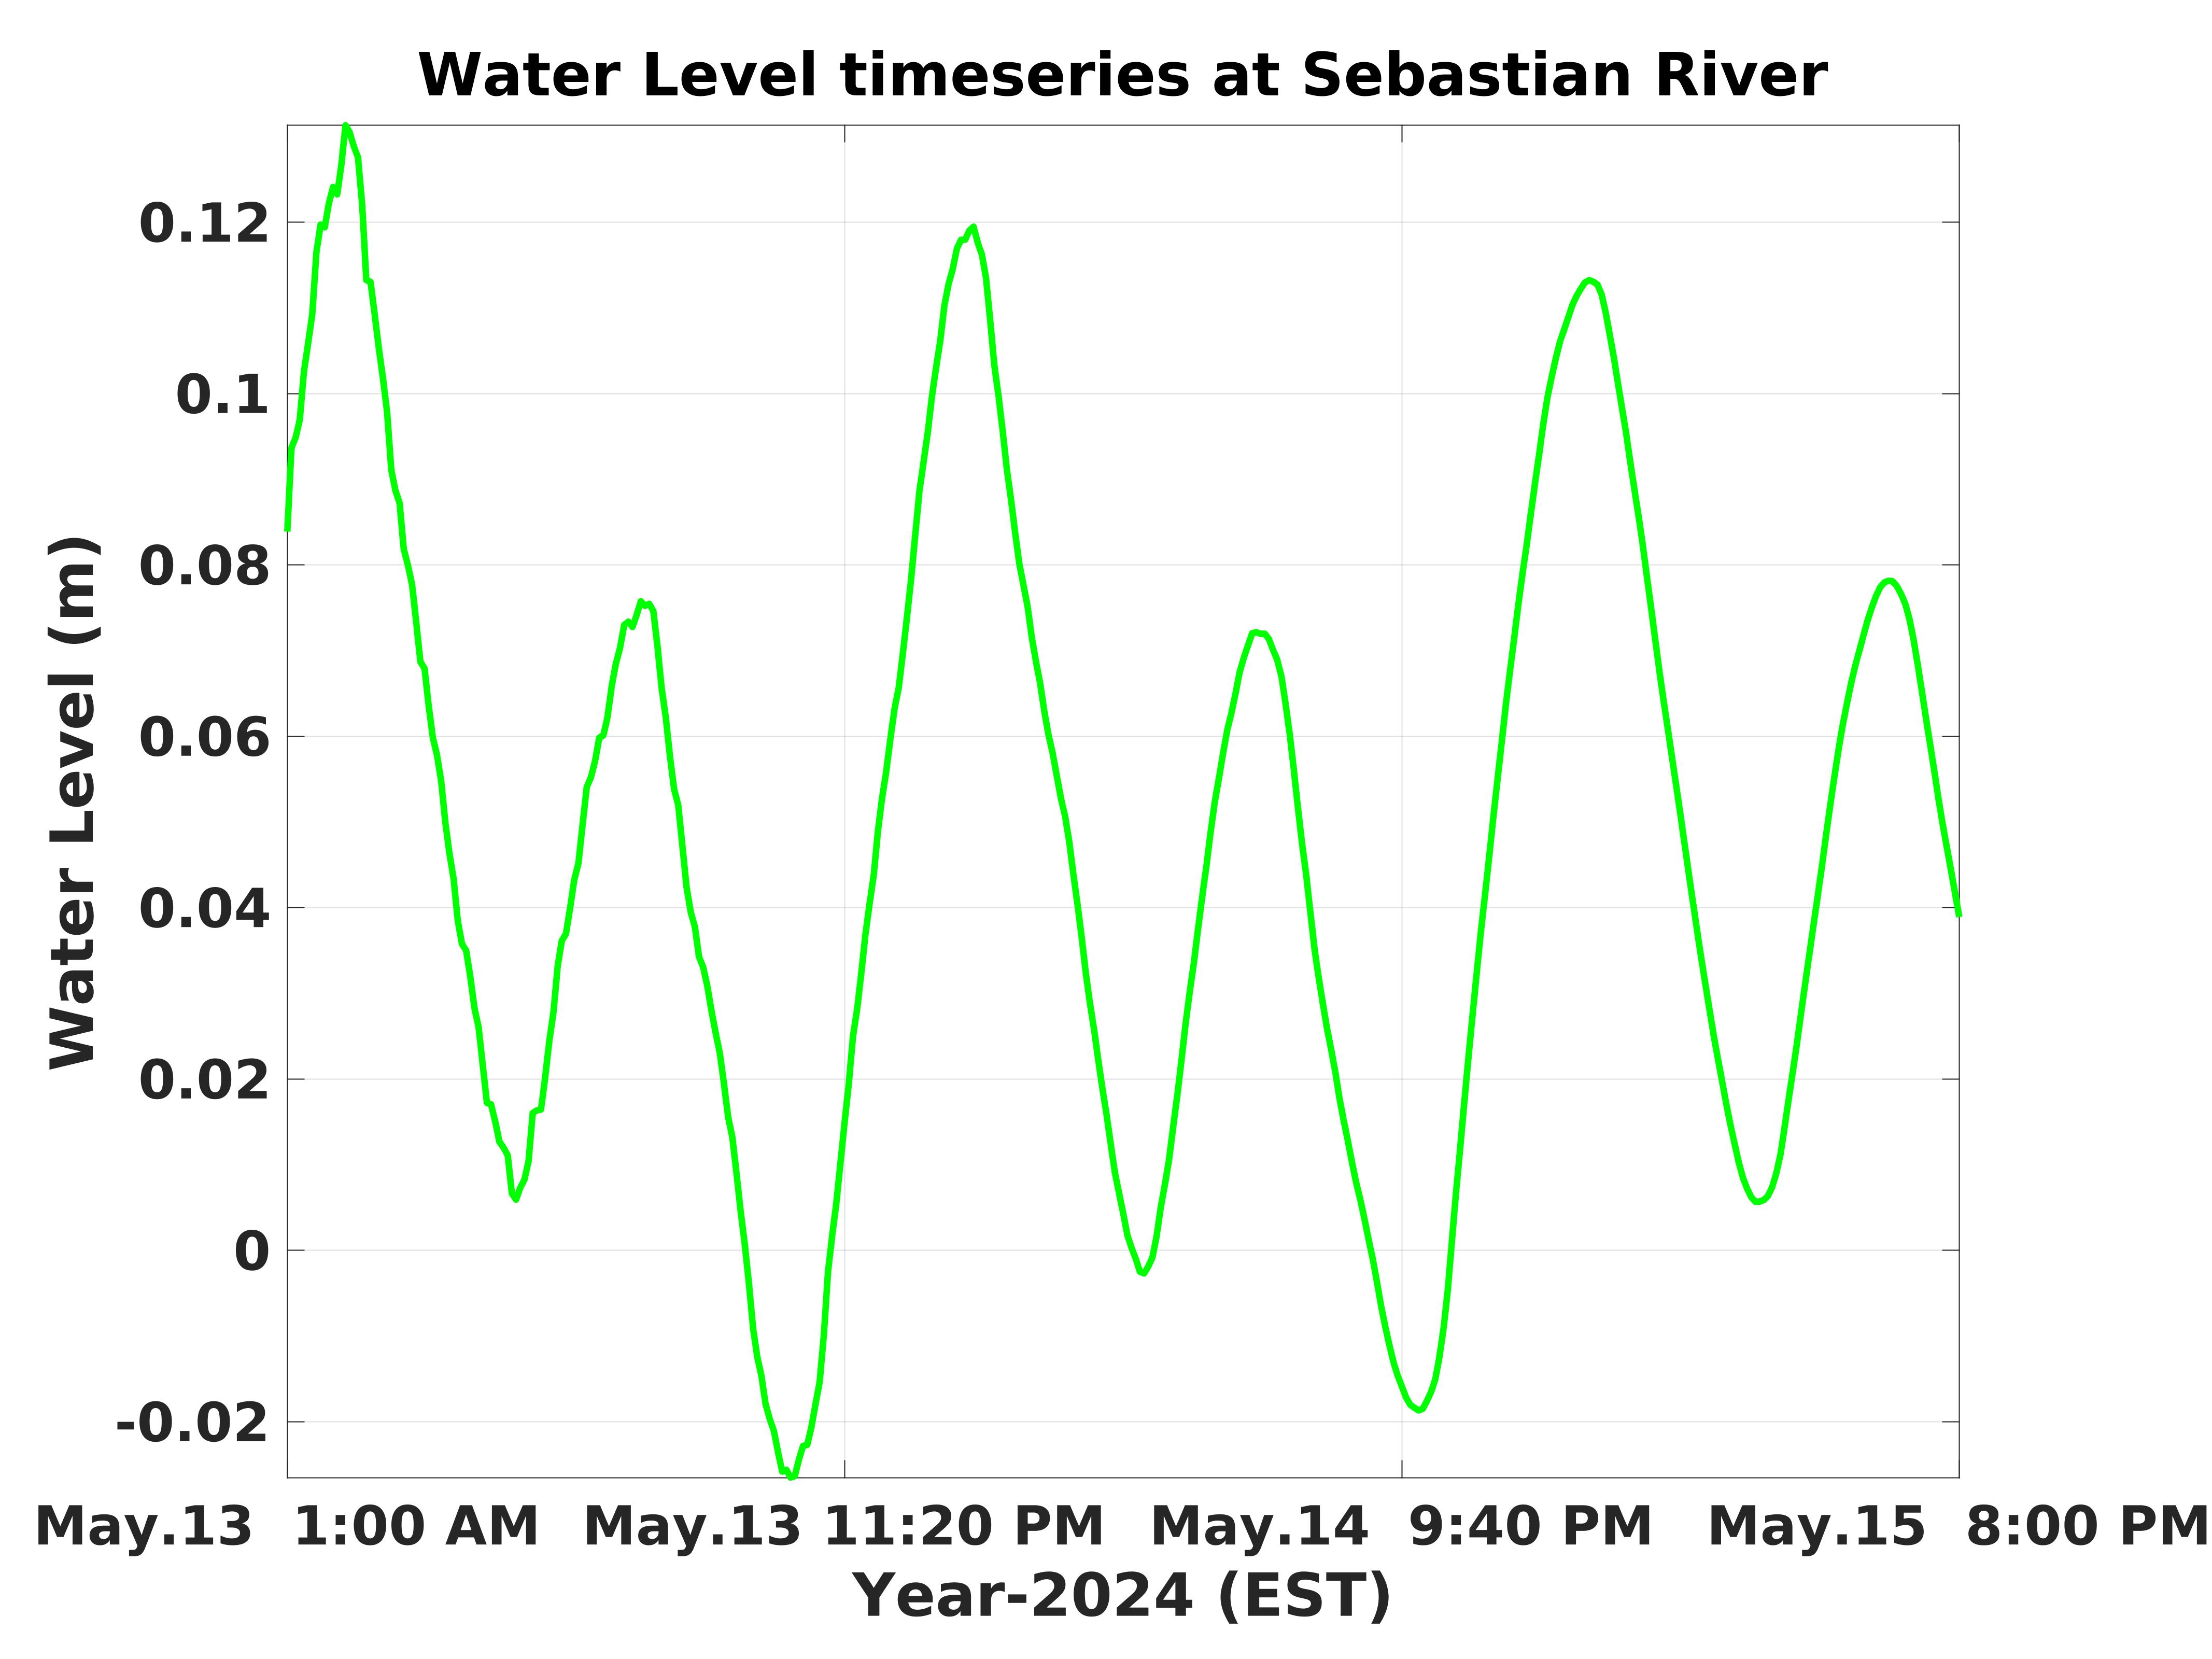 Water Level timeseries at Sebastian River
Water Level (m)
0.12
0.1
0.08
0.06
0.04
0.02
0
-0.02
May.13 1:00 AM May.13 11:20 PM May.14 9:40 PM May.15 8:00 PM
Year-2024 (EST)